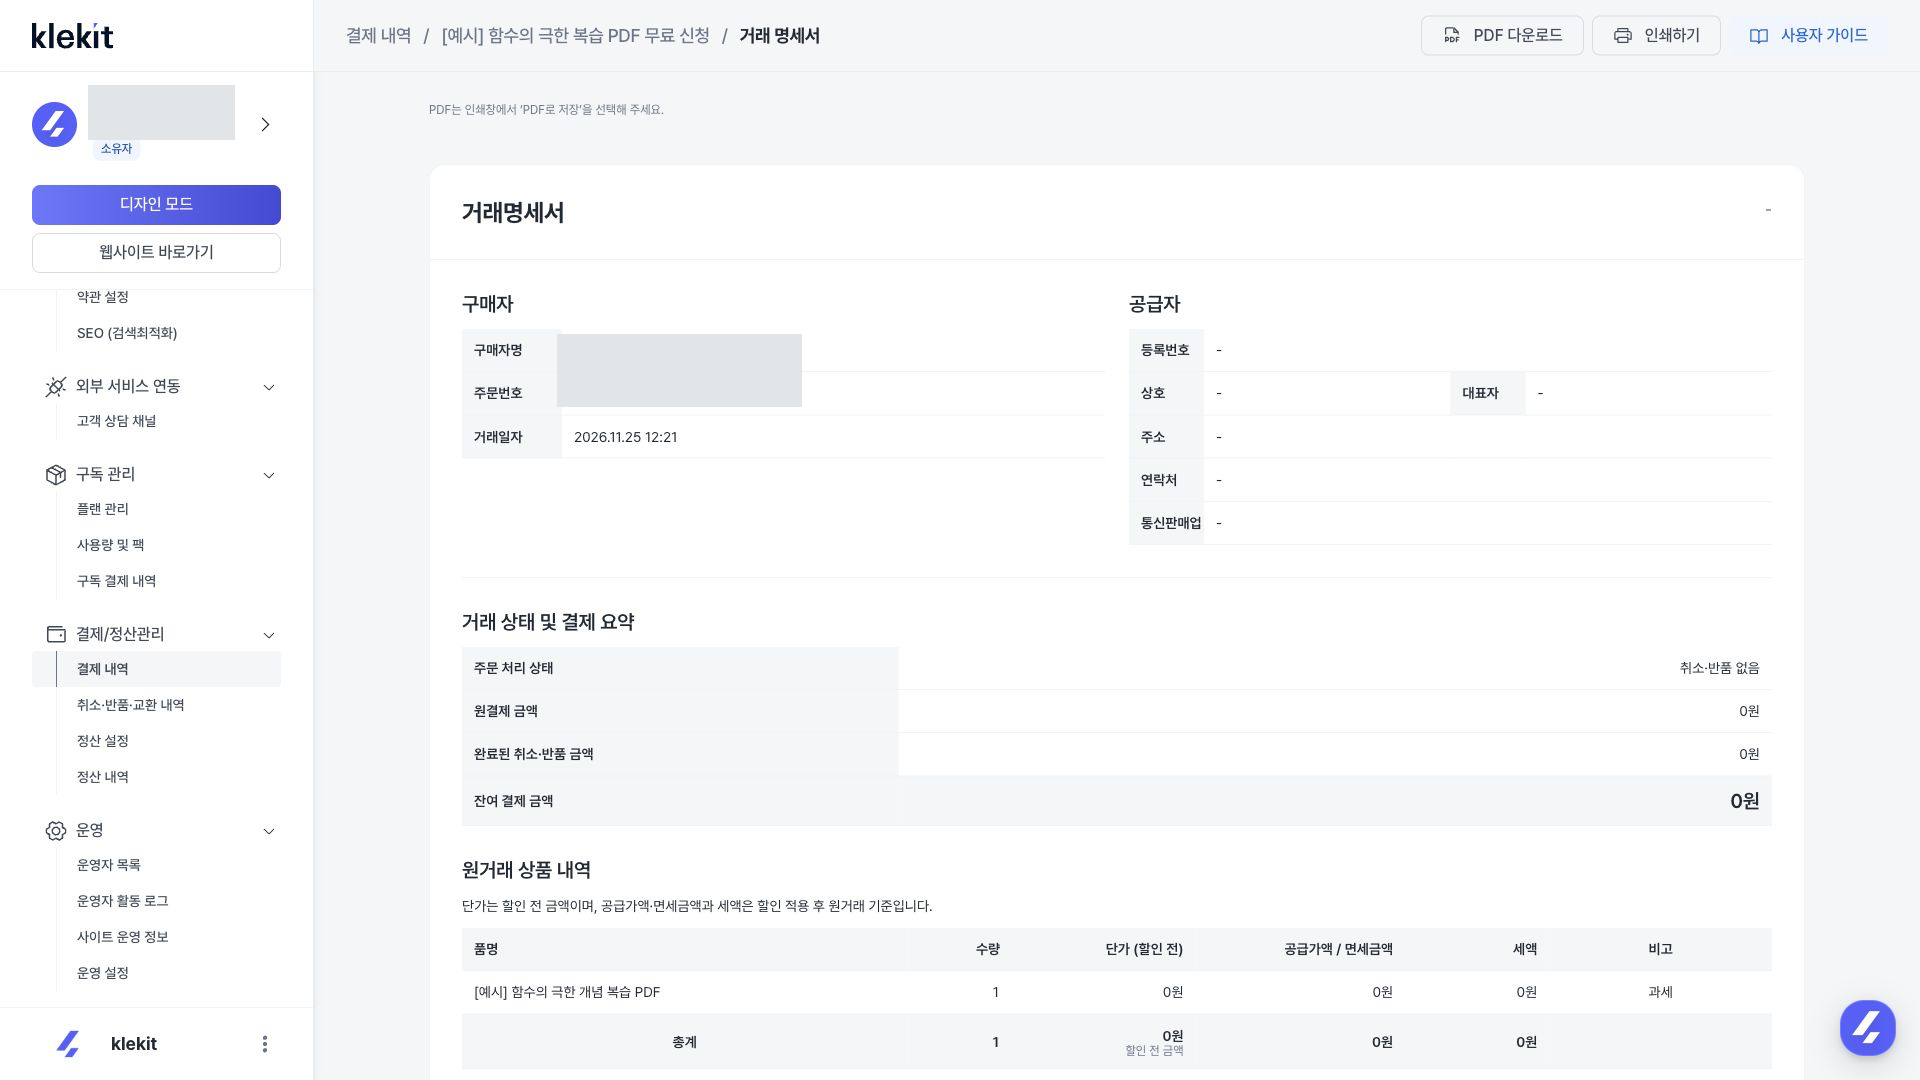 klekit
결제 내역 / [예시] 함수의 극한 복습 PDF 무료 신청 / 거래 명세서
PDF 다운로드
인쇄하기
사용자 가이드
소유자
디자인 모드
웹사이트 바로가기
약관 설정
SEO (검색최적화)
외부 서비스 연동
고객 상담 채널
구독 관리
플랜 관리
사용량 및 팩
구독 결제 내역
결제/정산관리
결제 내역
취소·반품·교환 내역
정산 설정
정산 내역
운영
운영자 목록
운영자 활동 로그
사이트 운영 정보
운영 설정
klekit
PDF는 인쇄창에서 ‘PDF로 저장’을 선택해 주세요.
거래명세서 -
구매자
구매자명
주문번호
거래일자 2026.11.25 12:21
공급자
등록번호 -
상호 - 대표자 -
주소 -
연락처 -
통신판매업 -
거래 상태 및 결제 요약
주문 처리 상태 취소·반품 없음
원결제 금액 0원
완료된 취소·반품 금액 0원
잔여 결제 금액 0원
원거래 상품 내역
단가는 할인 전 금액이며, 공급가액·면세금액과 세액은 할인 적용 후 원거래 기준입니다.
품명 수량 단가 (할인 전) 공급가액 / 면세금액 세액 비고
[예시] 함수의 극한 개념 복습 PDF 1 0원 0원 0원 과세
총계 1 0원 0원 0원
할인 전 금액